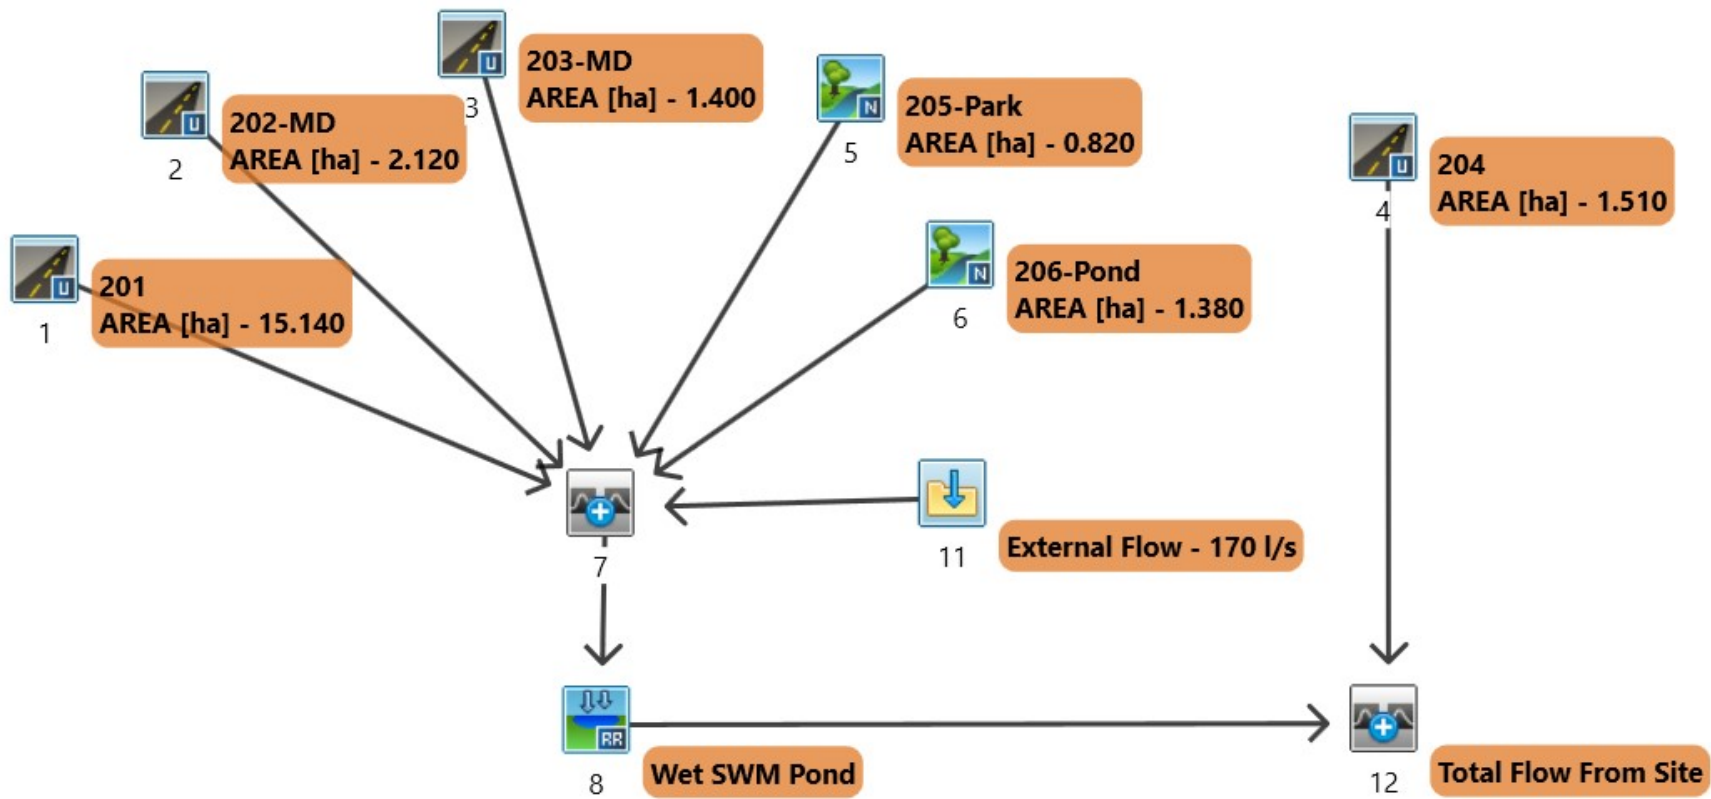 3
203-MD
AREA [ha] - 1.400
U
2
202-MD
AREA [ha] - 2.120
U
5
205-Park
AREA [ha] - 0.820
N
4
204
AREA [ha] - 1.510
U
1
201
AREA [ha] - 15.140
U
6
206-Pond
AREA [ha] - 1.380
N
7
11
External Flow - 170 l/s
8
RR
Wet SWM Pond
12
Total Flow From Site